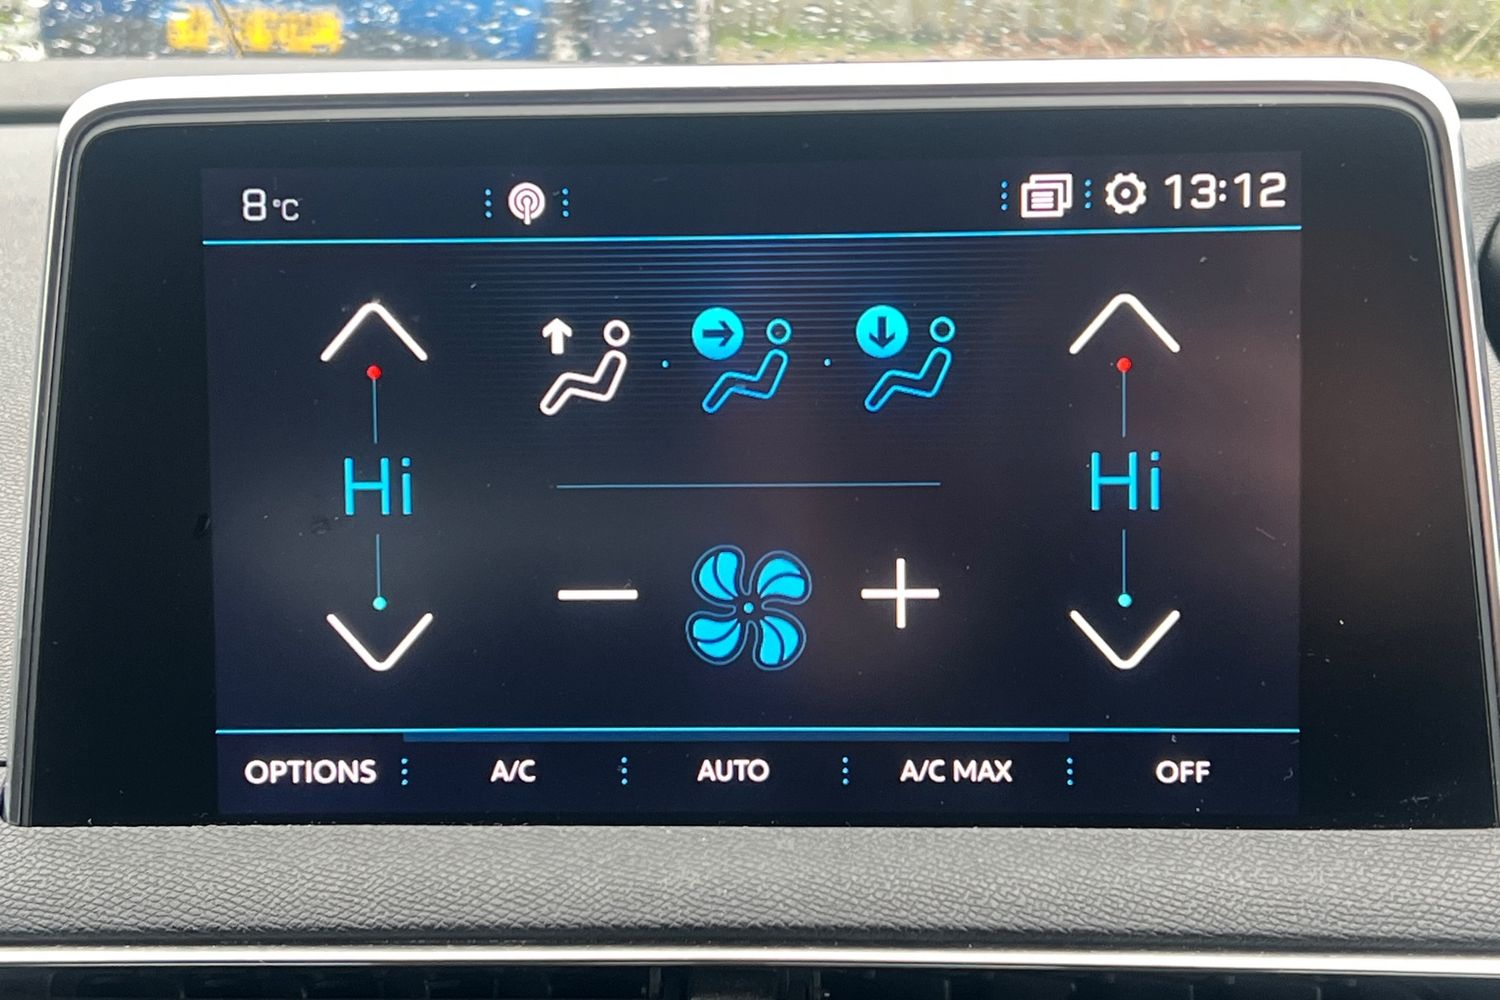 8°C
13:12
Hi
Hi
OPTIONS
A/C
AUTO
A/C MAX
OFF